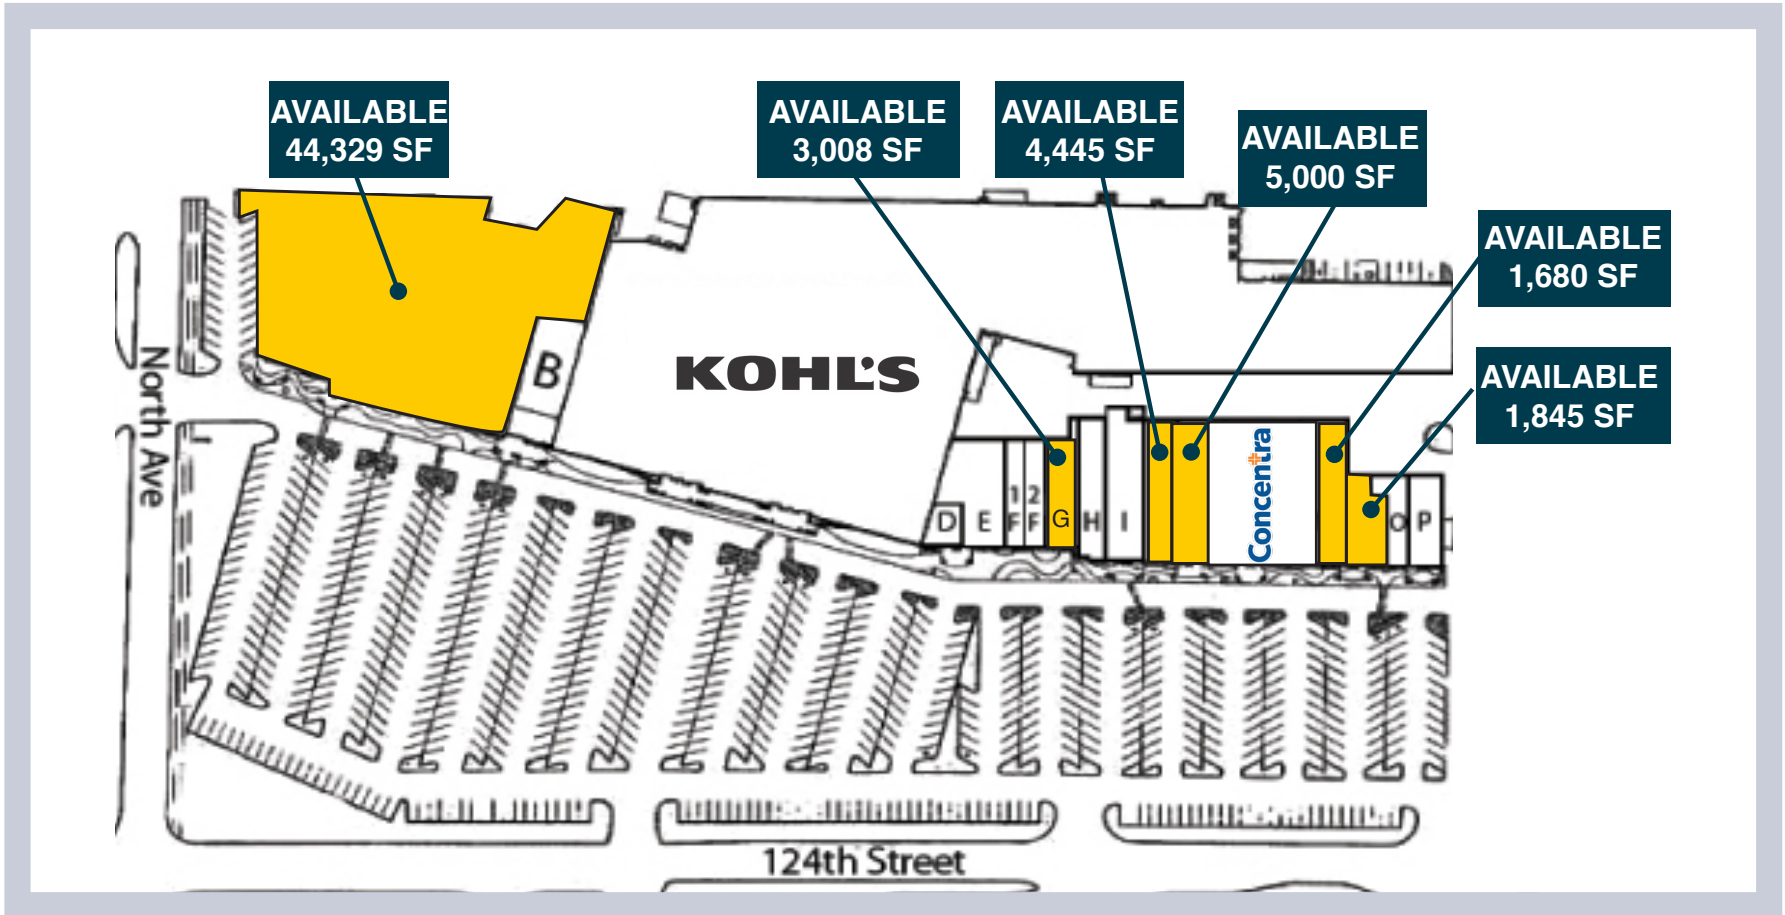 AVAILABLE
44,329 SF
AVAILABLE
3,008 SF
AVAILABLE
4,445 SF
AVAILABLE
5,000 SF
AVAILABLE
1,680 SF
AVAILABLE
1,845 SF
North Ave
B
KOHL'S
D
E
1
F
2
F
G
H
I
Concentra
O
P
124th Street